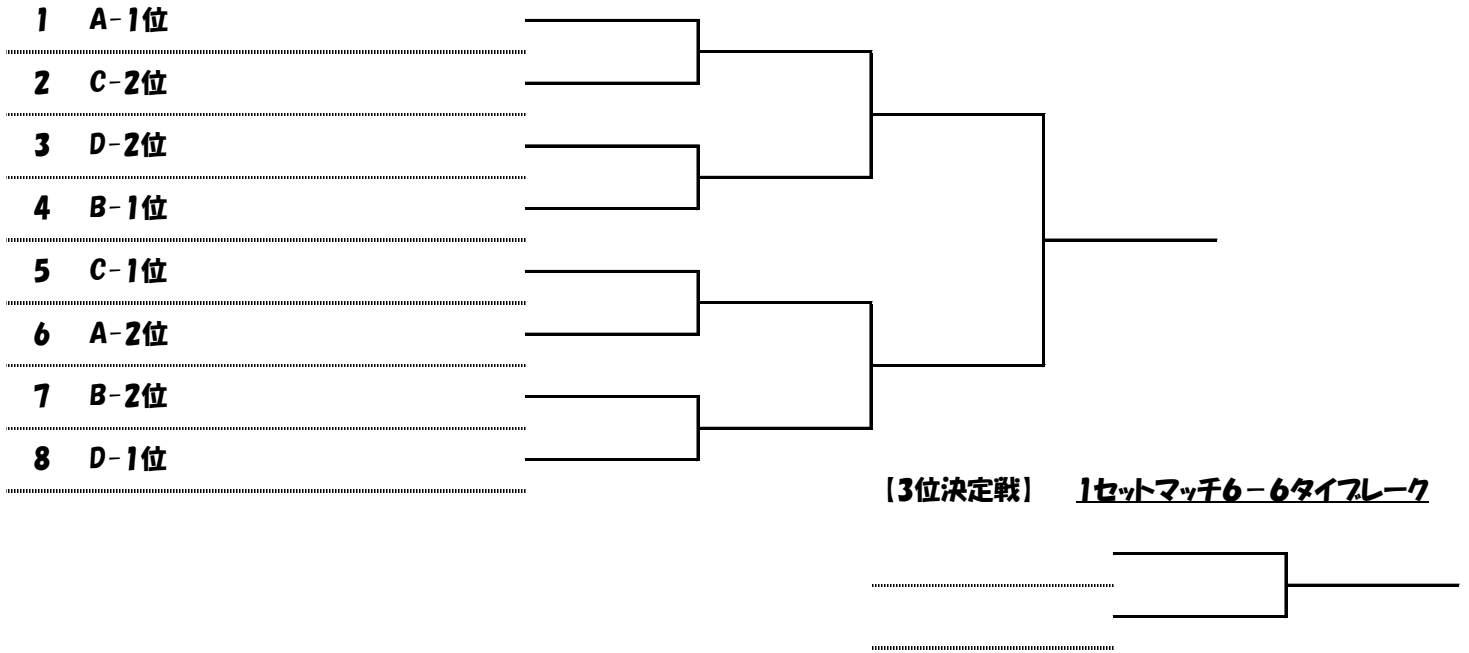 1 A-1位
2 C-2位
3 D-2位
4 B-1位
5 C-1位
6 A-2位
7 B-2位
8 D-1位
【3位決定戦】 1セットマッチ6-6タイブレーク